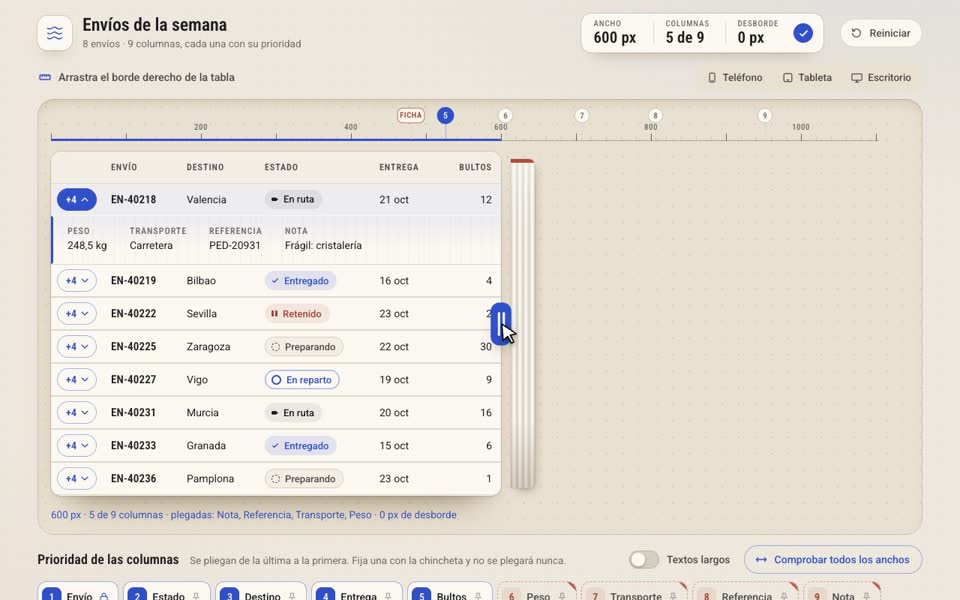 Envíos de la semana
8 envíos · 9 columnas, cada una con su prioridad
ANCHO COLUMNAS DESBORDE
600 px 5 de 9 0 px
Reiniciar
Arrastra el borde derecho de la tabla
Teléfono Tableta Escritorio
FICHA 5 6 7 8 9
200 400 600 800 1000
ENVÍO DESTINO ESTADO ENTREGA BULTOS
+4 EN-40218 Valencia En ruta 21 oct 12
PESO TRANSPORTE REFERENCIA NOTA
248,5 kg Carretera PED-20931 Frágil: cristalería
+4 EN-40219 Bilbao Entregado 16 oct 4
+4 EN-40222 Sevilla Retenido 23 oct
+4 EN-40225 Zaragoza Preparando 22 oct 30
+4 EN-40227 Vigo En reparto 19 oct 9
+4 EN-40231 Murcia En ruta 20 oct 16
+4 EN-40233 Granada Entregado 15 oct 6
+4 EN-40236 Pamplona Preparando 23 oct 1
600 px · 5 de 9 columnas · plegadas: Nota, Referencia, Transporte, Peso · 0 px de desborde
Prioridad de las columnas Se pliegan de la última a la primera. Fija una con la chincheta y no se plegará nunca.
Textos largos
Comprobar todos los anchos
1 Envío 2 Estado 3 Destino 4 Entrega 5 Bultos 6 Peso 7 Transporte 8 Referencia 9 Nota